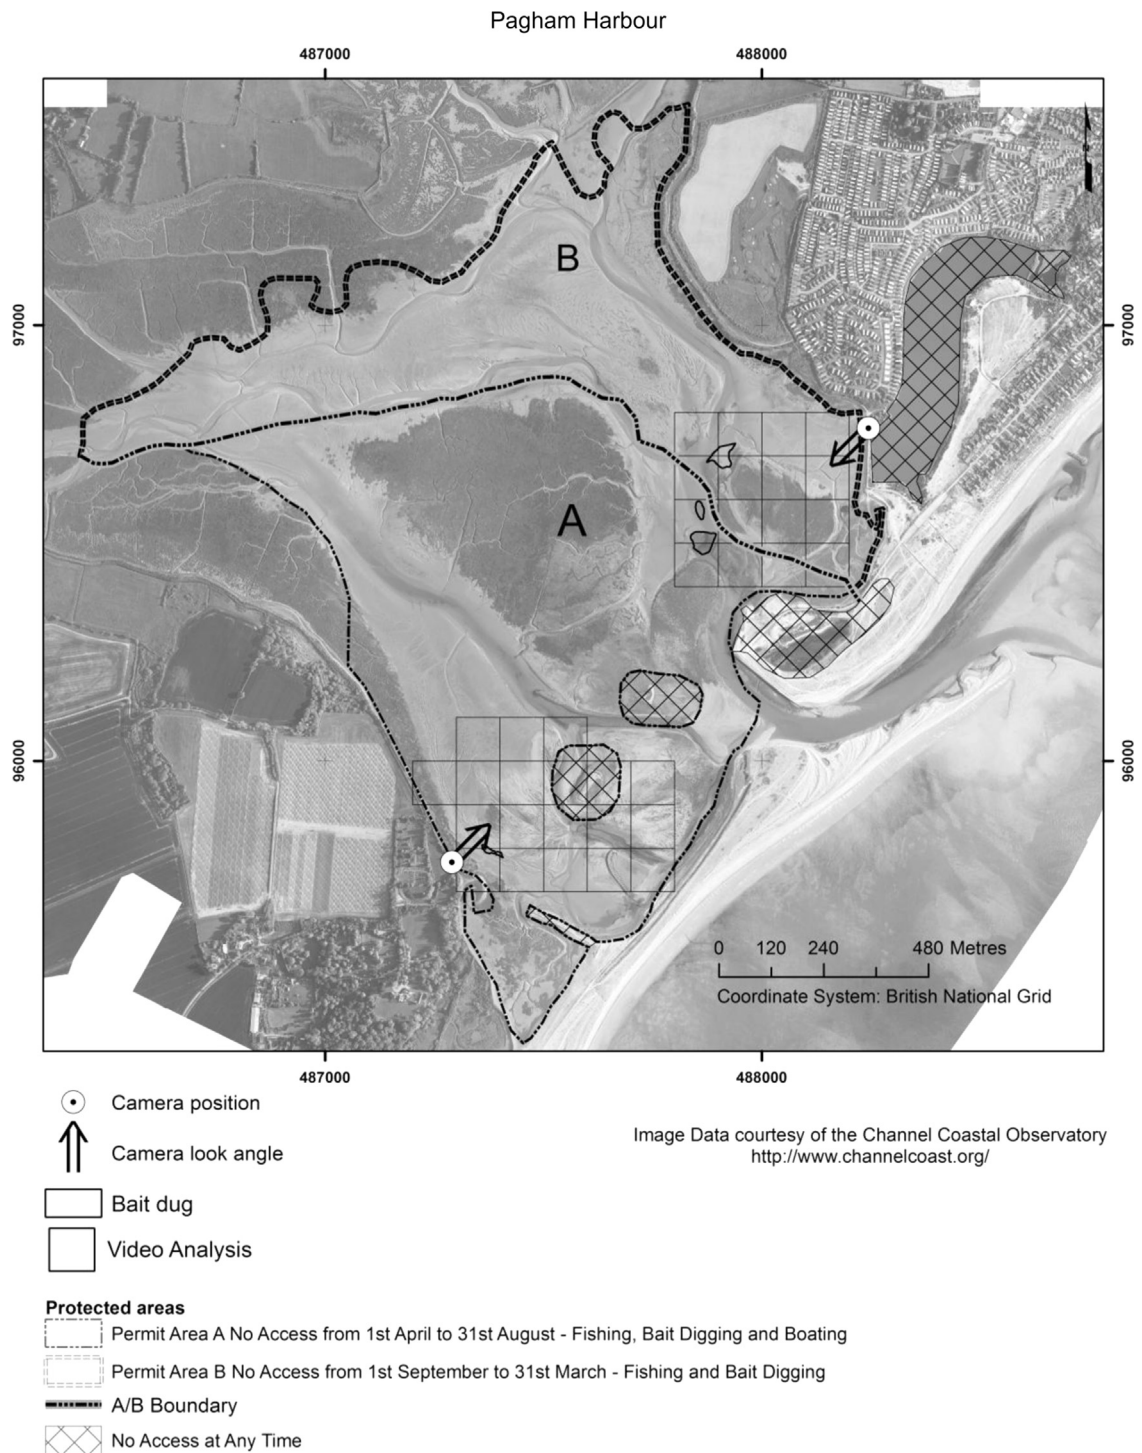 Pagham Harbour
487000
488000
97000
97000
B
A
96000
96000
0 120 240 480 Metres
Coordinate System: British National Grid
487000
488000
Camera position
Camera look angle
Image Data courtesy of the Channel Coastal Observatory
http://www.channelcoast.org/
Bait dug
Video Analysis
Protected areas
Permit Area A No Access from 1st April to 31st August - Fishing, Bait Digging and Boating
Permit Area B No Access from 1st September to 31st March - Fishing and Bait Digging
A/B Boundary
No Access at Any Time